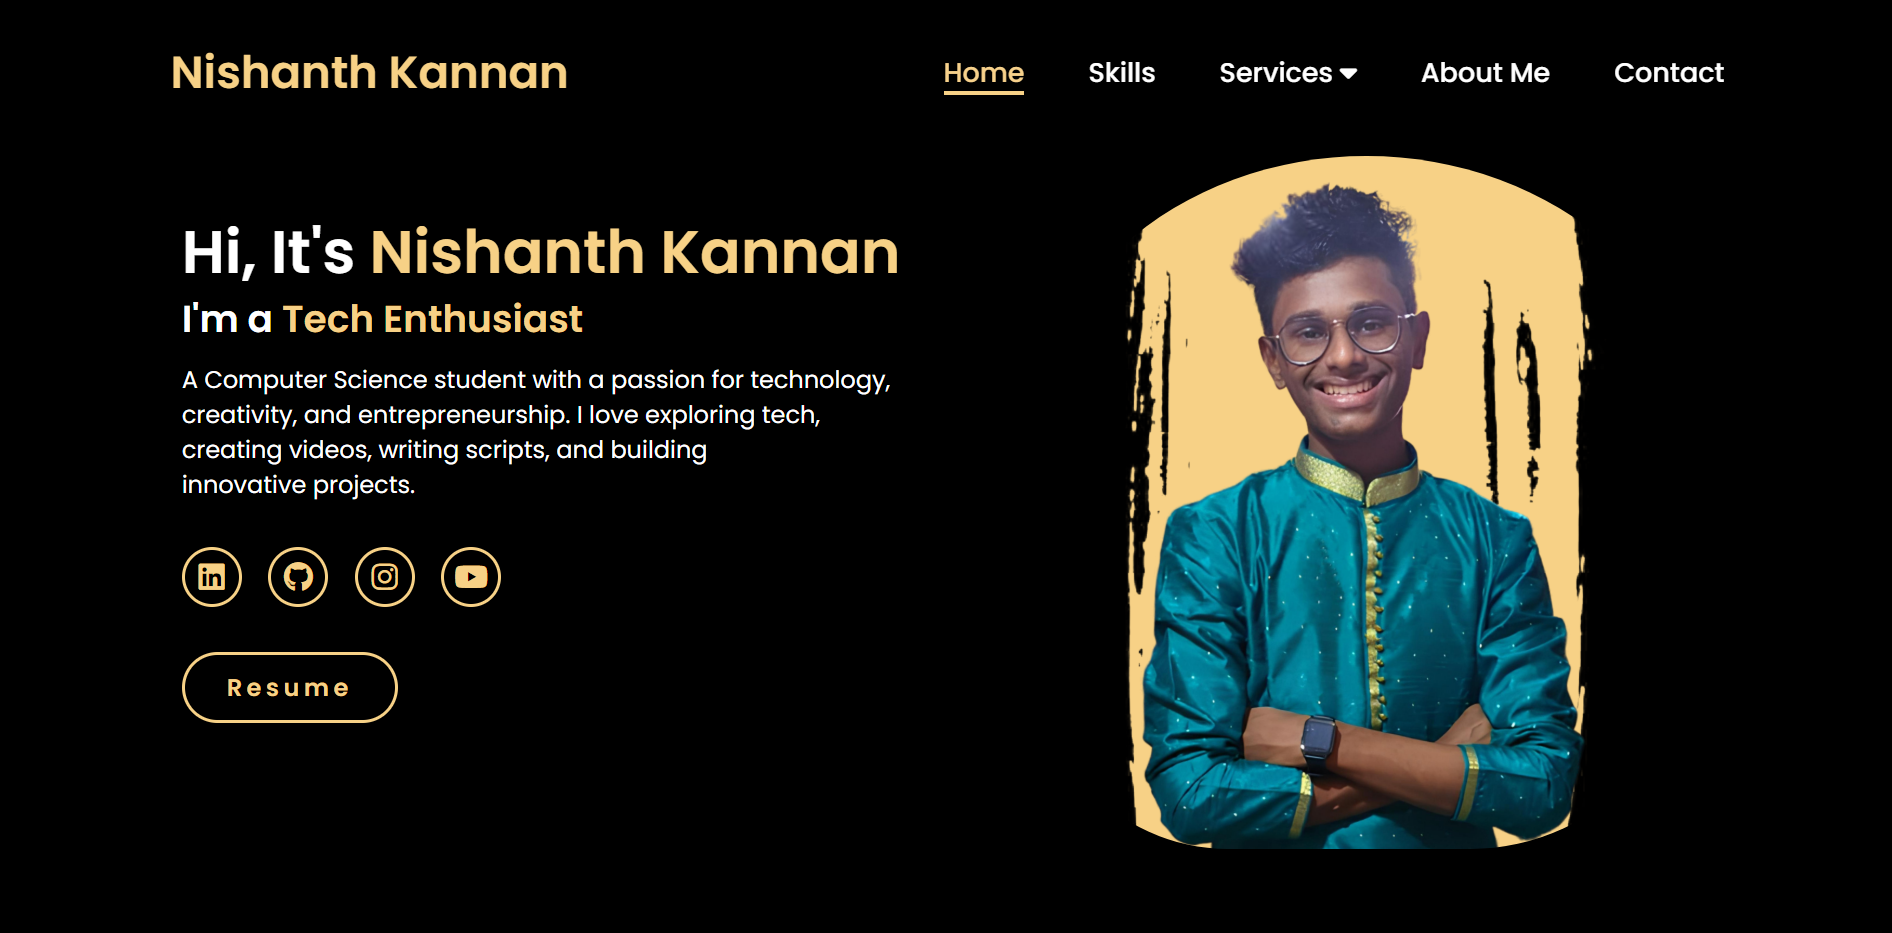 Nishanth Kannan
Home Skills Services About Me Contact
Hi, It's Nishanth Kannan
I'm a Tech Enthusiast
A Computer Science student with a passion for technology,
creativity, and entrepreneurship. I love exploring tech,
creating videos, writing scripts, and building
innovative projects.
in
Resume